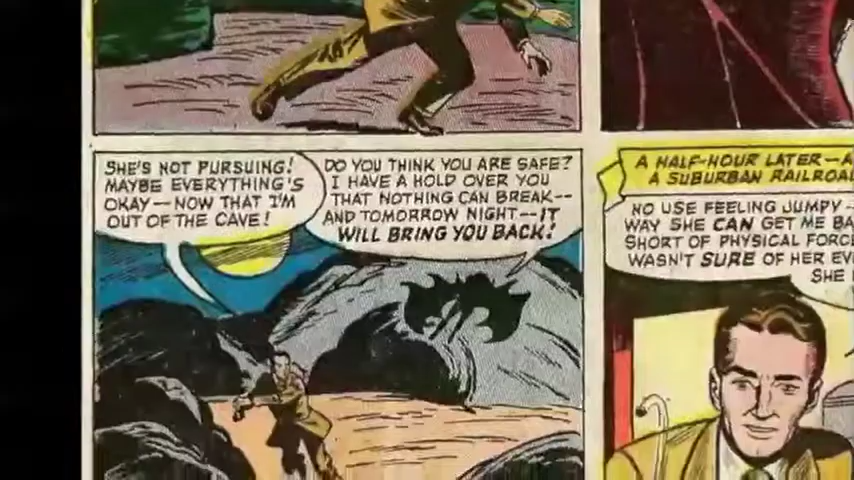 SHE'S NOT PURSUING!
MAYBE EVERYTHING'S
OKAY—NOW THAT I'M
OUT OF THE CAVE!
DO YOU THINK YOU ARE SAFE?
I HAVE A HOLD OVER YOU
THAT NOTHING CAN BREAK--
AND TOMORROW NIGHT--IT
WILL BRING YOU BACK!
A HALF-HOUR LATER—A
A SUBURBAN RAILROA
NO USE FEELING JUMPY-
WAY SHE CAN GET ME BA
SHORT OF PHYSICAL FORC
WASN'T SURE OF HER EV
SHE